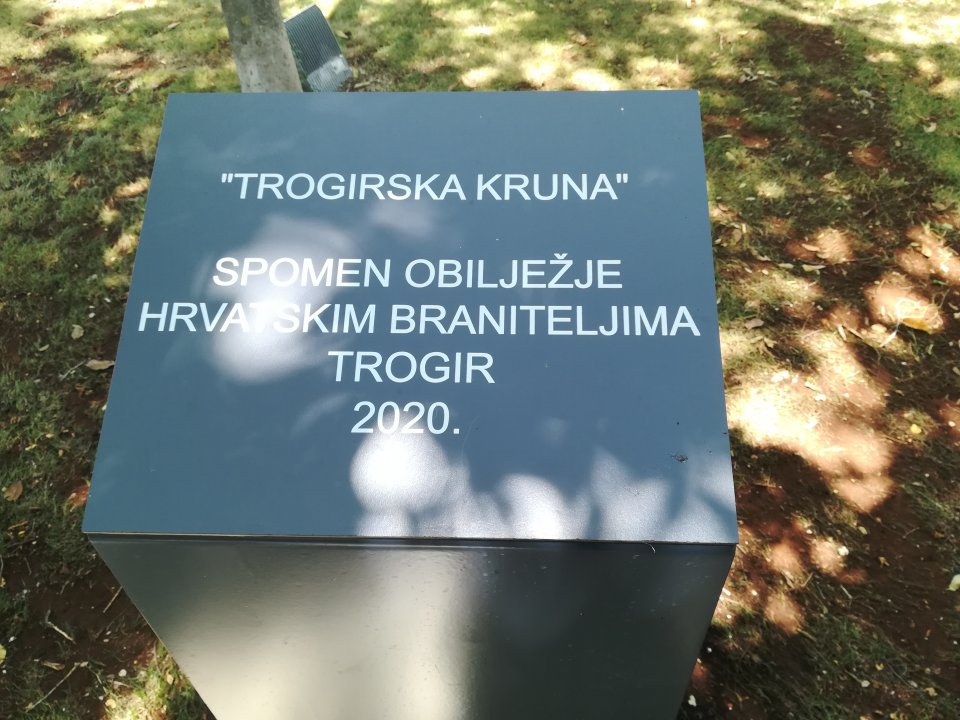 "TROGIRSKA KRUNA"
SPOMEN OBILJEŽJE
HRVATSKIM BRANITELJIMA
TROGIR
2020.